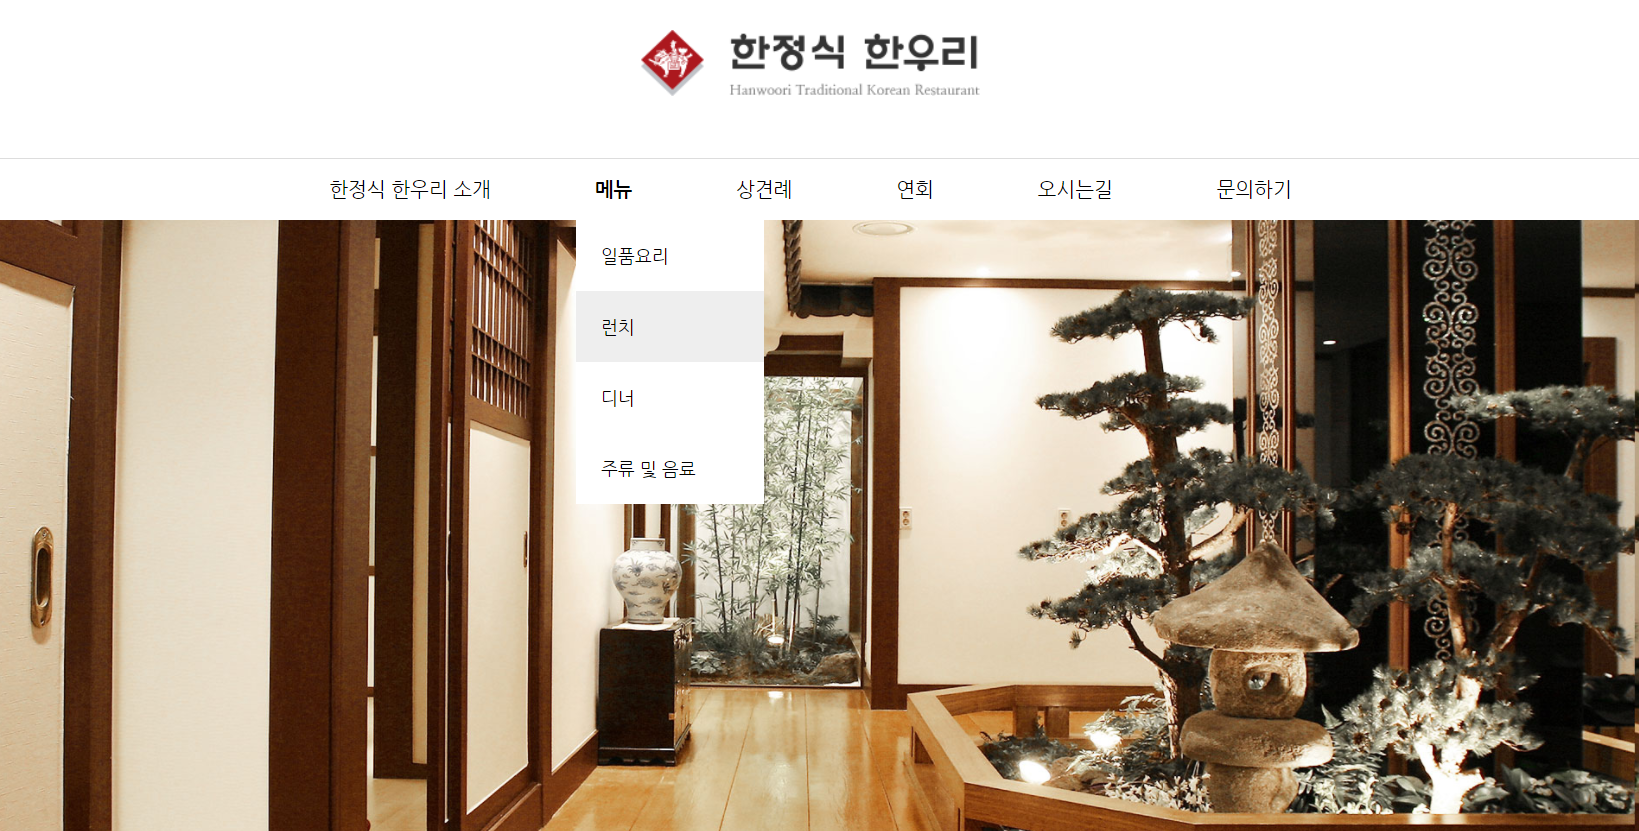 한정식 한우리
Hanwoori Traditional Korean Restaurant
한정식 한우리 소개 메뉴 상견례 연회 오시는길 문의하기
일품요리
런치
디너
주류 및 음료